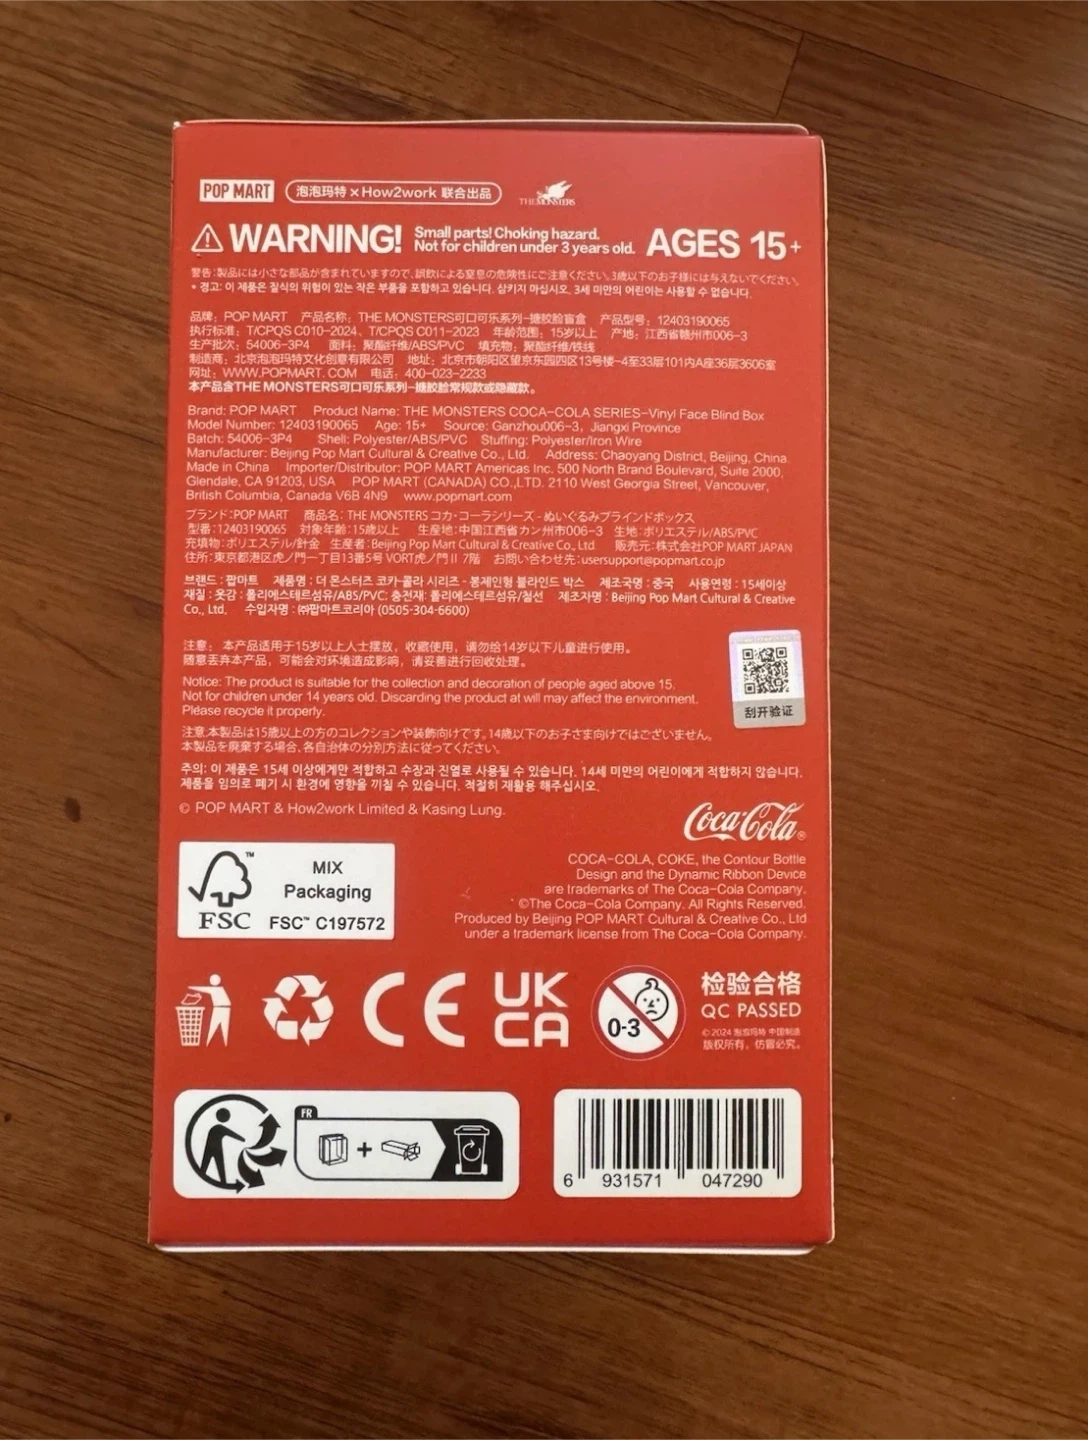 POP MART 泡泡玛特 × How2work 联合出品 THE MONSTERS
WARNING! Small parts! Choking hazard. Not for children under 3 years old. AGES 15+
警告:製品には小さな部品が含まれていますので、誤飲による窒息の危険性にご注意ください。3歳以下のお子様には与えないでください。
* 경고: 이 제품은 질식의 위험이 있는 작은 부품을 포함하고 있습니다. 삼키지 마십시오. 3세 미만의 어린이는 사용할 수 없습니다.
品牌：POP MART 产品名称：THE MONSTERS可口可乐系列-搪胶脸盲盒 产品型号：12403190065
执行标准：T/CPQS C010-2024、T/CPQS C011-2023 年龄范围：15岁以上 产地：江西省赣州市006-3
生产批次：54006-3P4 面料：聚酯纤维/ABS/PVC 填充物：聚酯纤维/铁线
制造商：北京泡泡玛特文化创意有限公司 地址：北京市朝阳区望京东园四区13号楼-4至33层101内A座36层3606室
网址：WWW.POPMART.COM 电话：400-023-2233
本产品含THE MONSTERS可口可乐系列-搪胶脸常规款或隐藏款。
Brand: POP MART Product Name: THE MONSTERS COCA-COLA SERIES-Vinyl Face Blind Box
Model Number: 12403190065 Age: 15+ Source: Ganzhou006-3, Jiangxi Province
Batch: 54006-3P4 Shell: Polyester/ABS/PVC Stuffing: Polyester/Iron Wire
Manufacturer: Beijing Pop Mart Cultural & Creative Co., Ltd. Address: Chaoyang District, Beijing, China.
Made in China Importer/Distributor: POP MART Americas Inc. 500 North Brand Boulevard, Suite 2000,
Glendale, CA 91203, USA POP MART (CANADA) CO.,LTD. 2110 West Georgia Street, Vancouver,
British Columbia, Canada V6B 4N9 www.popmart.com
ブランド:POP MART 商品名: THE MONSTERS コカ・コーラシリーズ - ぬいぐるみブラインドボックス
型番:12403190065 対象年齢:15歳以上 生産地:中国江西省カン州市006-3 生地:ポリエステル/ABS/PVC
充填物:ポリエステル/針金 生産者:Beijing Pop Mart Cultural & Creative Co., Ltd. 販売元:株式会社POP MART JAPAN
住所:東京都港区虎ノ門一丁目13番5号 VORT虎ノ門Ⅱ 7階 お問い合わせ先:usersupport@popmart.co.jp
브랜드 : 팝마트 제품명 : 더 몬스터즈 코카-콜라 시리즈 - 봉제인형 블라인드 박스 제조국명 : 중국 사용연령 : 15세이상
재질 : 옷감 : 폴리에스테르섬유/ABS/PVC: 충전재: 폴리에스테르섬유/철선 제조자명 : Beijing Pop Mart Cultural & Creative
Co., Ltd. 수입자명 : ㈜팝마트코리아 (0505-304-6600)
注意： 本产品适用于15岁以上人士摆放，收藏使用，请勿给14岁以下儿童进行使用。
随意丢弃本产品，可能会对环境造成影响，请妥善进行回收处理。
Notice: The product is suitable for the collection and decoration of people aged above 15.
Not for children under 14 years old. Discarding the product at will may affect the environment.
Please recycle it properly.
刮开验证
注意:本製品は15歳以上の方のコレクションや装飾向けです。14歳以下のお子さま向けではございません。
本製品を廃棄する場合、各自治体の分別方法に従ってください。
주의: 이 제품은 15세 이상에게만 적합하고 수장과 진열로 사용될 수 있습니다. 14세 미만의 어린이에게 적합하지 않습니다.
제품을 임의로 폐기 시 환경에 영향을 끼칠 수 있습니다. 적절히 재활용 해주십시오.
© POP MART & How2work Limited & Kasing Lung.
Coca-Cola®
COCA-COLA, COKE, the Contour Bottle
Design and the Dynamic Ribbon Device
are trademarks of The Coca-Cola Company.
©The Coca-Cola Company. All Rights Reserved.
Produced by Beijing POP MART Cultural & Creative Co., Ltd
under a trademark license from The Coca-Cola Company.
FSC™
MIX
Packaging
FSC™ C197572
CE
UK
CA
0-3
检验合格
QC PASSED
©2024 泡泡玛特 中国制造
版权所有，仿冒必究。
FR
6 931571 047290